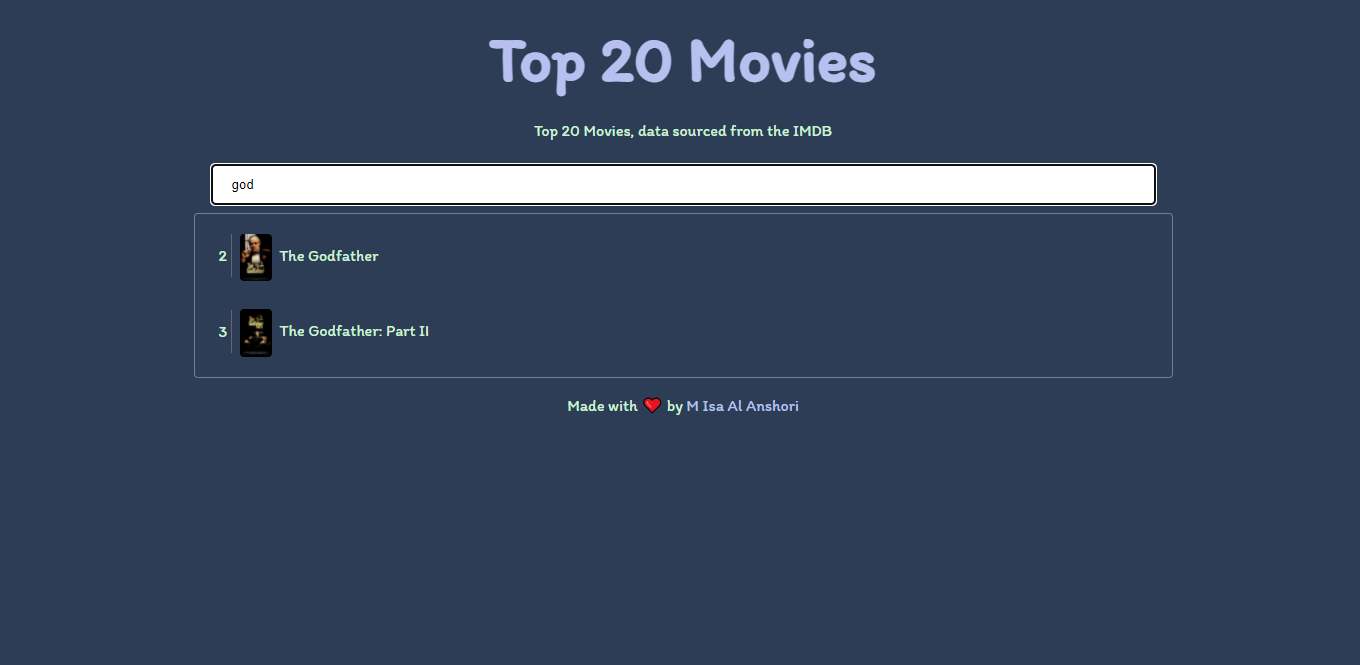 Top 20 Movies
Top 20 Movies, data sourced from the IMDB
god
2 The Godfather
3 The Godfather: Part II
Made with ❤️ by M Isa Al Anshori